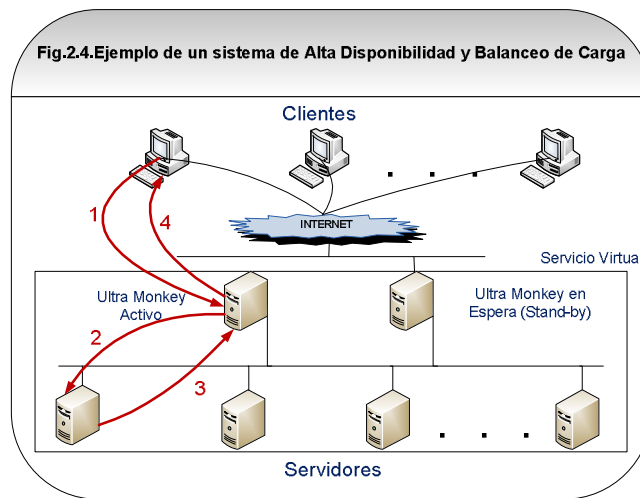 Fig.2.4.Ejemplo de un sistema de Alta Disponibilidad y Balanceo de Carga
Clientes
1
4
INTERNET
Servicio Virtual
Ultra Monkey
Activo
Ultra Monkey en
Espera (Stand-by)
2
3
Servidores